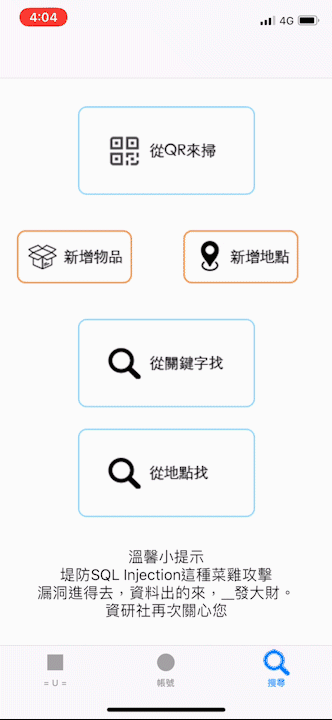 4:04
4G
從QR來掃
新增物品
新增地點
從關鍵字找
從地點找
溫馨小提示
堤防SQL Injection這種菜雞攻擊
漏洞進得去，資料出的來，__發大財。
資研社再次關心您
= U =
帳號
搜尋